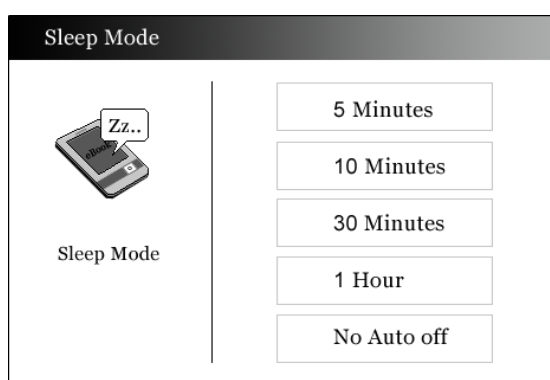 Sleep Mode
Zz..
eBook
Sleep Mode
5 Minutes
10 Minutes
30 Minutes
1 Hour
No Auto off